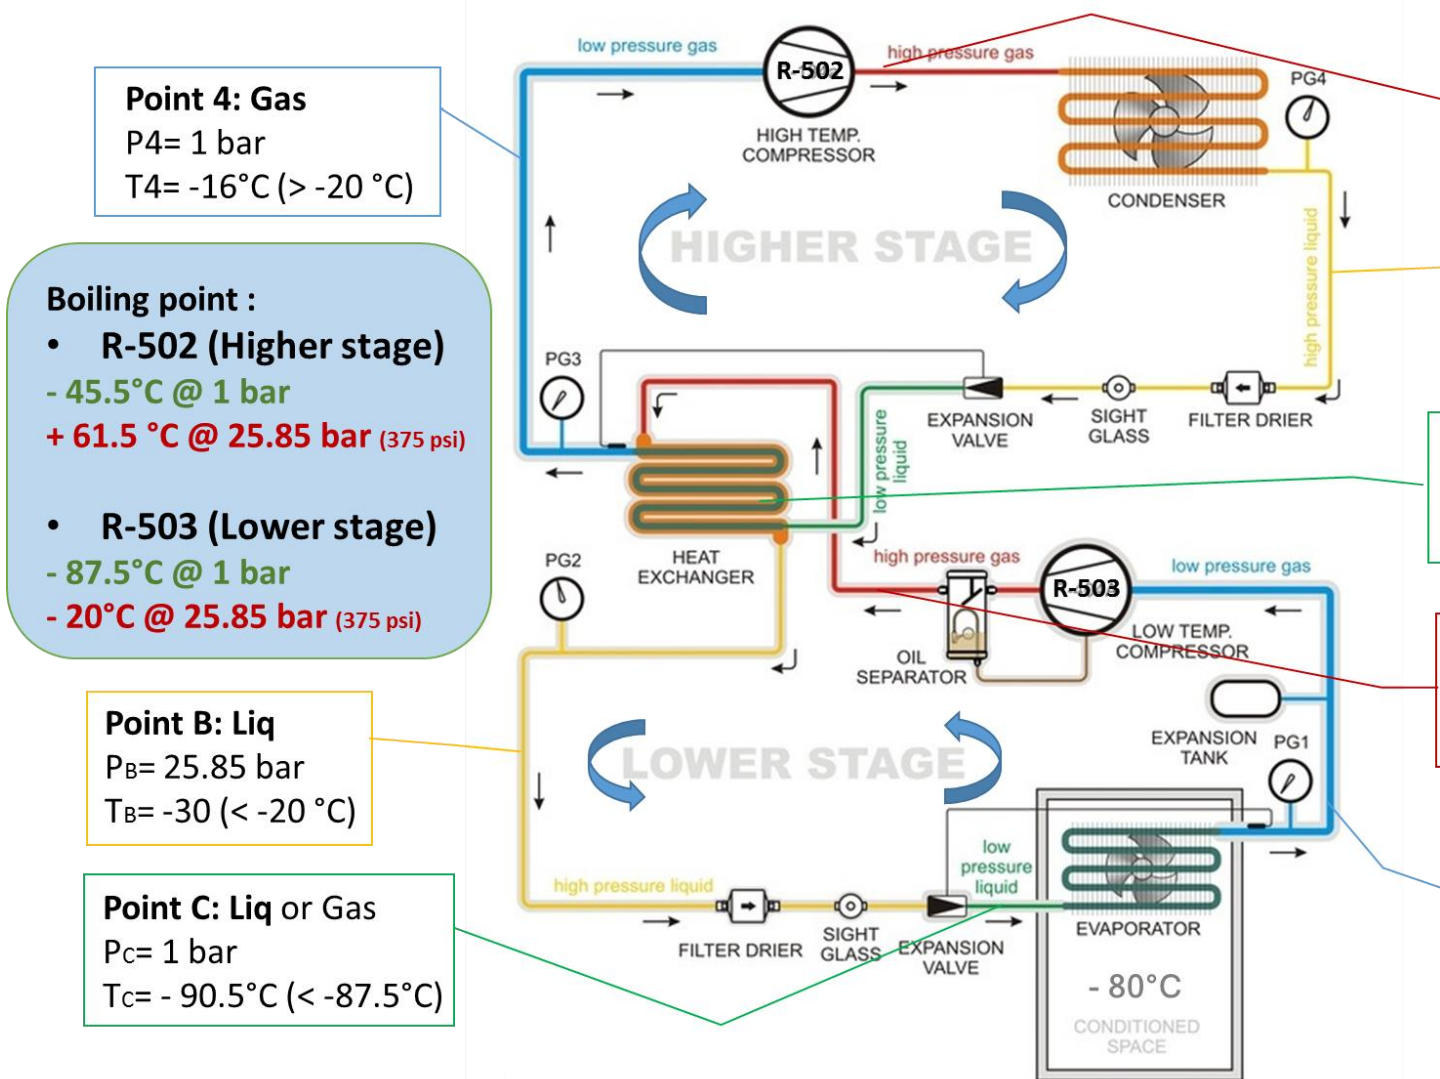 low pressure gas
R-502
high pressure gas
PG4
HIGH TEMP.
COMPRESSOR
CONDENSER
Point 4: Gas
P4= 1 bar
T4= -16°C (> -20 °C)
HIGHER STAGE
high pressure liquid
Boiling point :
• R-502 (Higher stage)
- 45.5°C @ 1 bar
+ 61.5 °C @ 25.85 bar (375 psi)
• R-503 (Lower stage)
- 87.5°C @ 1 bar
- 20°C @ 25.85 bar (375 psi)
PG3
EXPANSION
VALVE
SIGHT
GLASS
FILTER DRIER
low pressure
liquid
HEAT
EXCHANGER
high pressure gas
R-503
low pressure gas
PG2
OIL
SEPARATOR
LOW TEMP.
COMPRESSOR
EXPANSION
TANK
PG1
Point B: Liq
PB= 25.85 bar
TB= -30 (< -20 °C)
LOWER STAGE
Point C: Liq or Gas
PC= 1 bar
TC= - 90.5°C (< -87.5°C)
high pressure liquid
FILTER DRIER
SIGHT
GLASS
EXPANSION
VALVE
low
pressure
liquid
EVAPORATOR
- 80°C
CONDITIONED
SPACE